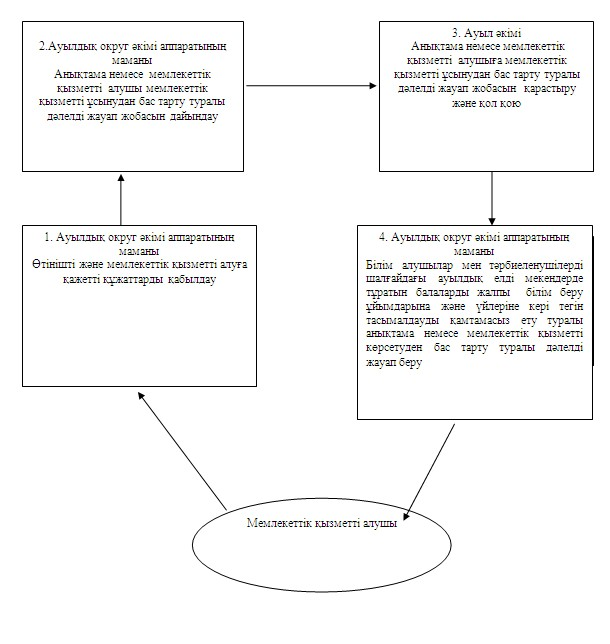 2.Ауылдық округ әкімі аппаратының
маманы
Анықтама немесе мемлекеттік
қызметті алушы мемлекеттік
қызметті ұсынудан бас тарту туралы
дәлелді жауап жобасын дайындау
3. Ауыл әкімі
Анықтама немесе мемлекеттік
қызметті алушыға мемлекеттік
қызметті ұсынудан бас тарту туралы
дәлелді жауап жобасын қарастыру
және қол қою
1. Ауылдық округ әкімі аппаратының
маманы
Өтінішті және мемлекеттік қызметті алуға
қажетті құжаттарды қабылдау
4. Ауылдық округ әкімі аппаратының
маманы
Білім алушылар мен тәрбиеленушілерді
шалғайдағы ауылдық елді мекендерде
тұратын балаларды жалпы білім беру
ұйымдарына және үйлеріне кері тегін
тасымалдауды қамтамасыз ету туралы
анықтама немесе мемлекеттік қызметті
көрсетуден бас тарту туралы дәлелді
жауап беру
Мемлекеттік қызметті алушы